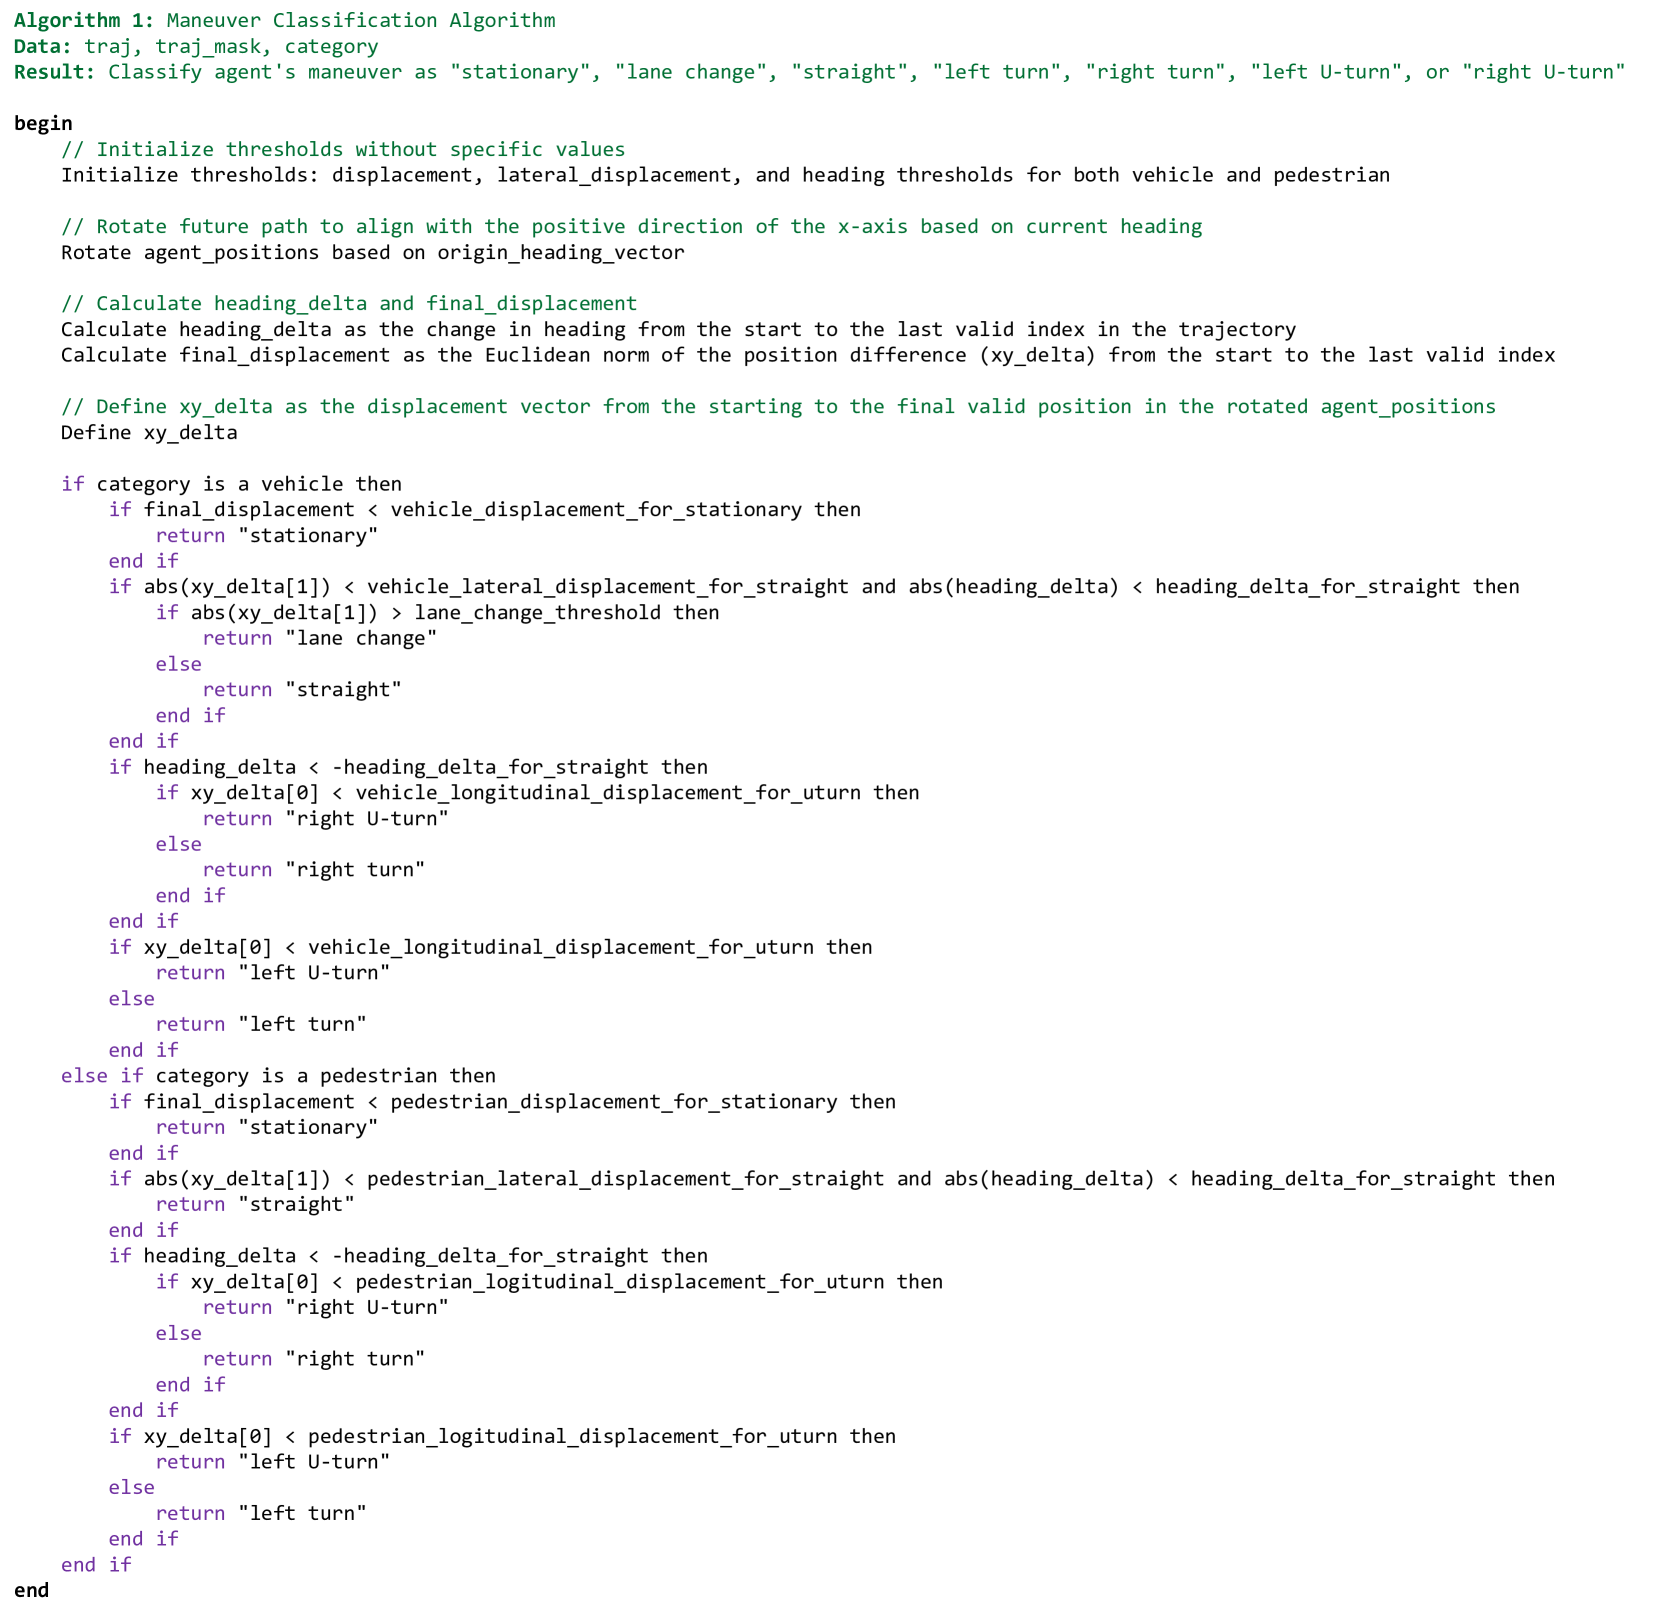 Algorithm 1: Maneuver Classification Algorithm
Data: traj, traj_mask, category
Result: Classify agent's maneuver as "stationary", "lane change", "straight", "left turn", "right turn", "left U-turn", or "right U-turn"
begin
// Initialize thresholds without specific values
Initialize thresholds: displacement, lateral_displacement, and heading thresholds for both vehicle and pedestrian
// Rotate future path to align with the positive direction of the x-axis based on current heading
Rotate agent_positions based on origin_heading_vector
// Calculate heading_delta and final_displacement
Calculate heading_delta as the change in heading from the start to the last valid index in the trajectory
Calculate final_displacement as the Euclidean norm of the position difference (xy_delta) from the start to the last valid index
// Define xy_delta as the displacement vector from the starting to the final valid position in the rotated agent_positions
Define xy_delta
if category is a vehicle then
if final_displacement < vehicle_displacement_for_stationary then
return "stationary"
end if
if abs(xy_delta[1]) < vehicle_lateral_displacement_for_straight and abs(heading_delta) < heading_delta_for_straight then
if abs(xy_delta[1]) > lane_change_threshold then
return "lane change"
else
return "straight"
end if
end if
if heading_delta < -heading_delta_for_straight then
if xy_delta[0] < vehicle_longitudinal_displacement_for_uturn then
return "right U-turn"
else
return "right turn"
end if
end if
if xy_delta[0] < vehicle_longitudinal_displacement_for_uturn then
return "left U-turn"
else
return "left turn"
end if
else if category is a pedestrian then
if final_displacement < pedestrian_displacement_for_stationary then
return "stationary"
end if
if abs(xy_delta[1]) < pedestrian_lateral_displacement_for_straight and abs(heading_delta) < heading_delta_for_straight then
return "straight"
end if
if heading_delta < -heading_delta_for_straight then
if xy_delta[0] < pedestrian_logitudinal_displacement_for_uturn then
return "right U-turn"
else
return "right turn"
end if
end if
if xy_delta[0] < pedestrian_logitudinal_displacement_for_uturn then
return "left U-turn"
else
return "left turn"
end if
end if
end